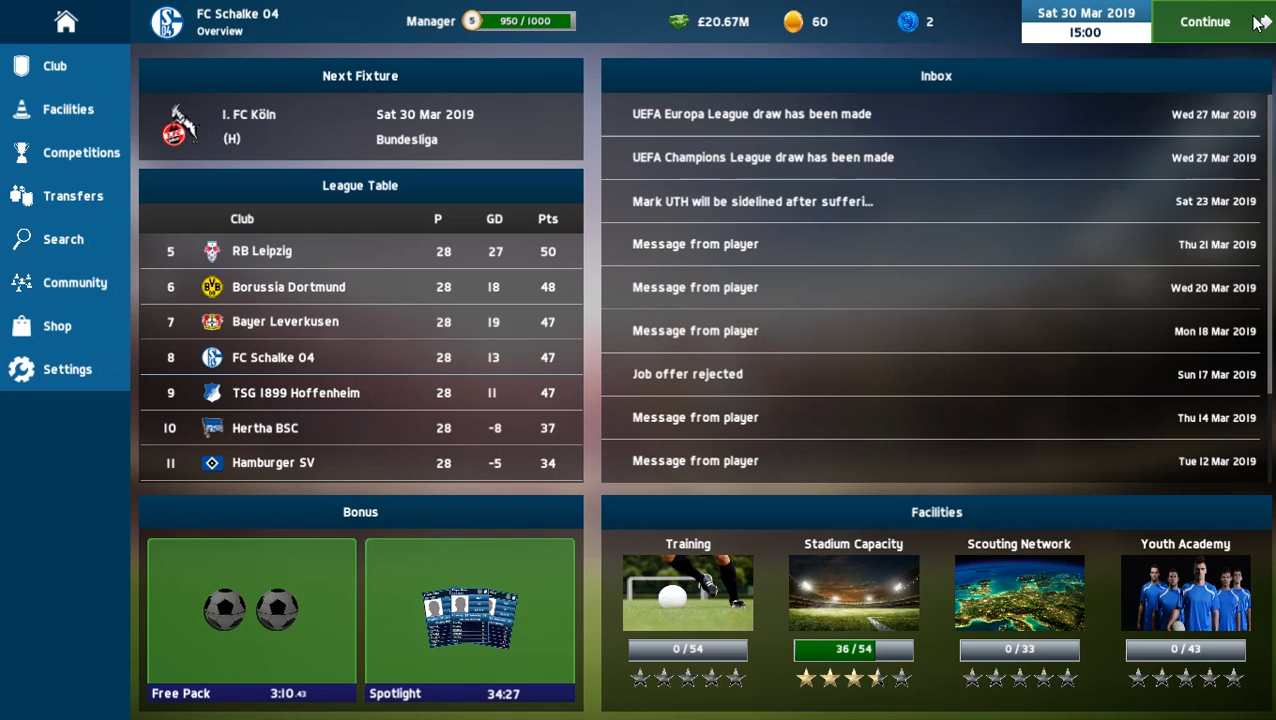 FC Schalke 04
Overview
Manager 5 950 / 1000
£20.67M
60
2
Sat 30 Mar 2019
15:00
Continue
Club
Facilities
Competitions
Transfers
Search
Community
Shop
Settings
Next Fixture
1. FC Köln
(H)
Sat 30 Mar 2019
Bundesliga
League Table
Club P GD Pts
5 RB Leipzig 28 27 50
6 Borussia Dortmund 28 18 48
7 Bayer Leverkusen 28 19 47
8 FC Schalke 04 28 13 47
9 TSG 1899 Hoffenheim 28 11 47
10 Hertha BSC 28 -8 37
11 Hamburger SV 28 -5 34
Inbox
UEFA Europa League draw has been made Wed 27 Mar 2019
UEFA Champions League draw has been made Wed 27 Mar 2019
Mark UTH will be sidelined after sufferi... Sat 23 Mar 2019
Message from player Thu 21 Mar 2019
Message from player Wed 20 Mar 2019
Message from player Mon 18 Mar 2019
Job offer rejected Sun 17 Mar 2019
Message from player Thu 14 Mar 2019
Message from player Tue 12 Mar 2019
Bonus
Free Pack 3:10.43
Spotlight 34:27
Facilities
Training
0 / 54
Stadium Capacity
36 / 54
Scouting Network
0 / 33
Youth Academy
0 / 43